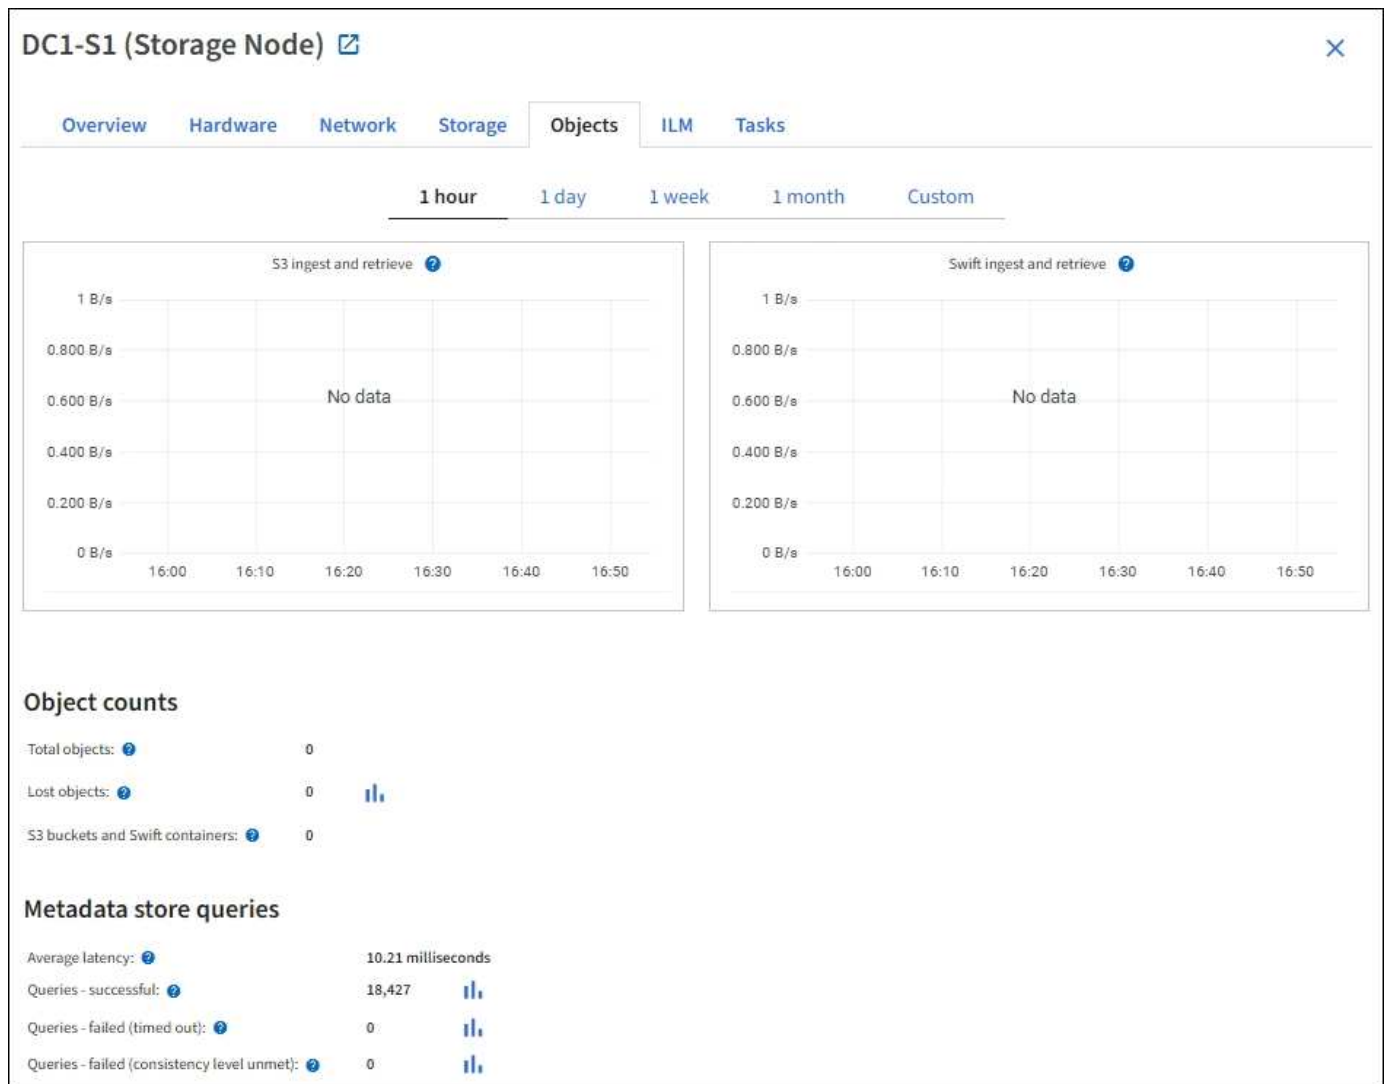 DC1-S1 (Storage Node)
Overview Hardware Network Storage Objects ILM Tasks
1 hour 1 day 1 week 1 month Custom
S3 ingest and retrieve
1 B/s
0.800 B/s
0.600 B/s
0.400 B/s
0.200 B/s
0 B/s
No data
16:00 16:10 16:20 16:30 16:40 16:50
Swift ingest and retrieve
1 B/s
0.800 B/s
0.600 B/s
0.400 B/s
0.200 B/s
0 B/s
No data
16:00 16:10 16:20 16:30 16:40 16:50
Object counts
Total objects: 0
Lost objects: 0
S3 buckets and Swift containers: 0
Metadata store queries
Average latency: 10.21 milliseconds
Queries - successful: 18,427
Queries - failed (timed out): 0
Queries - failed (consistency level unmet): 0